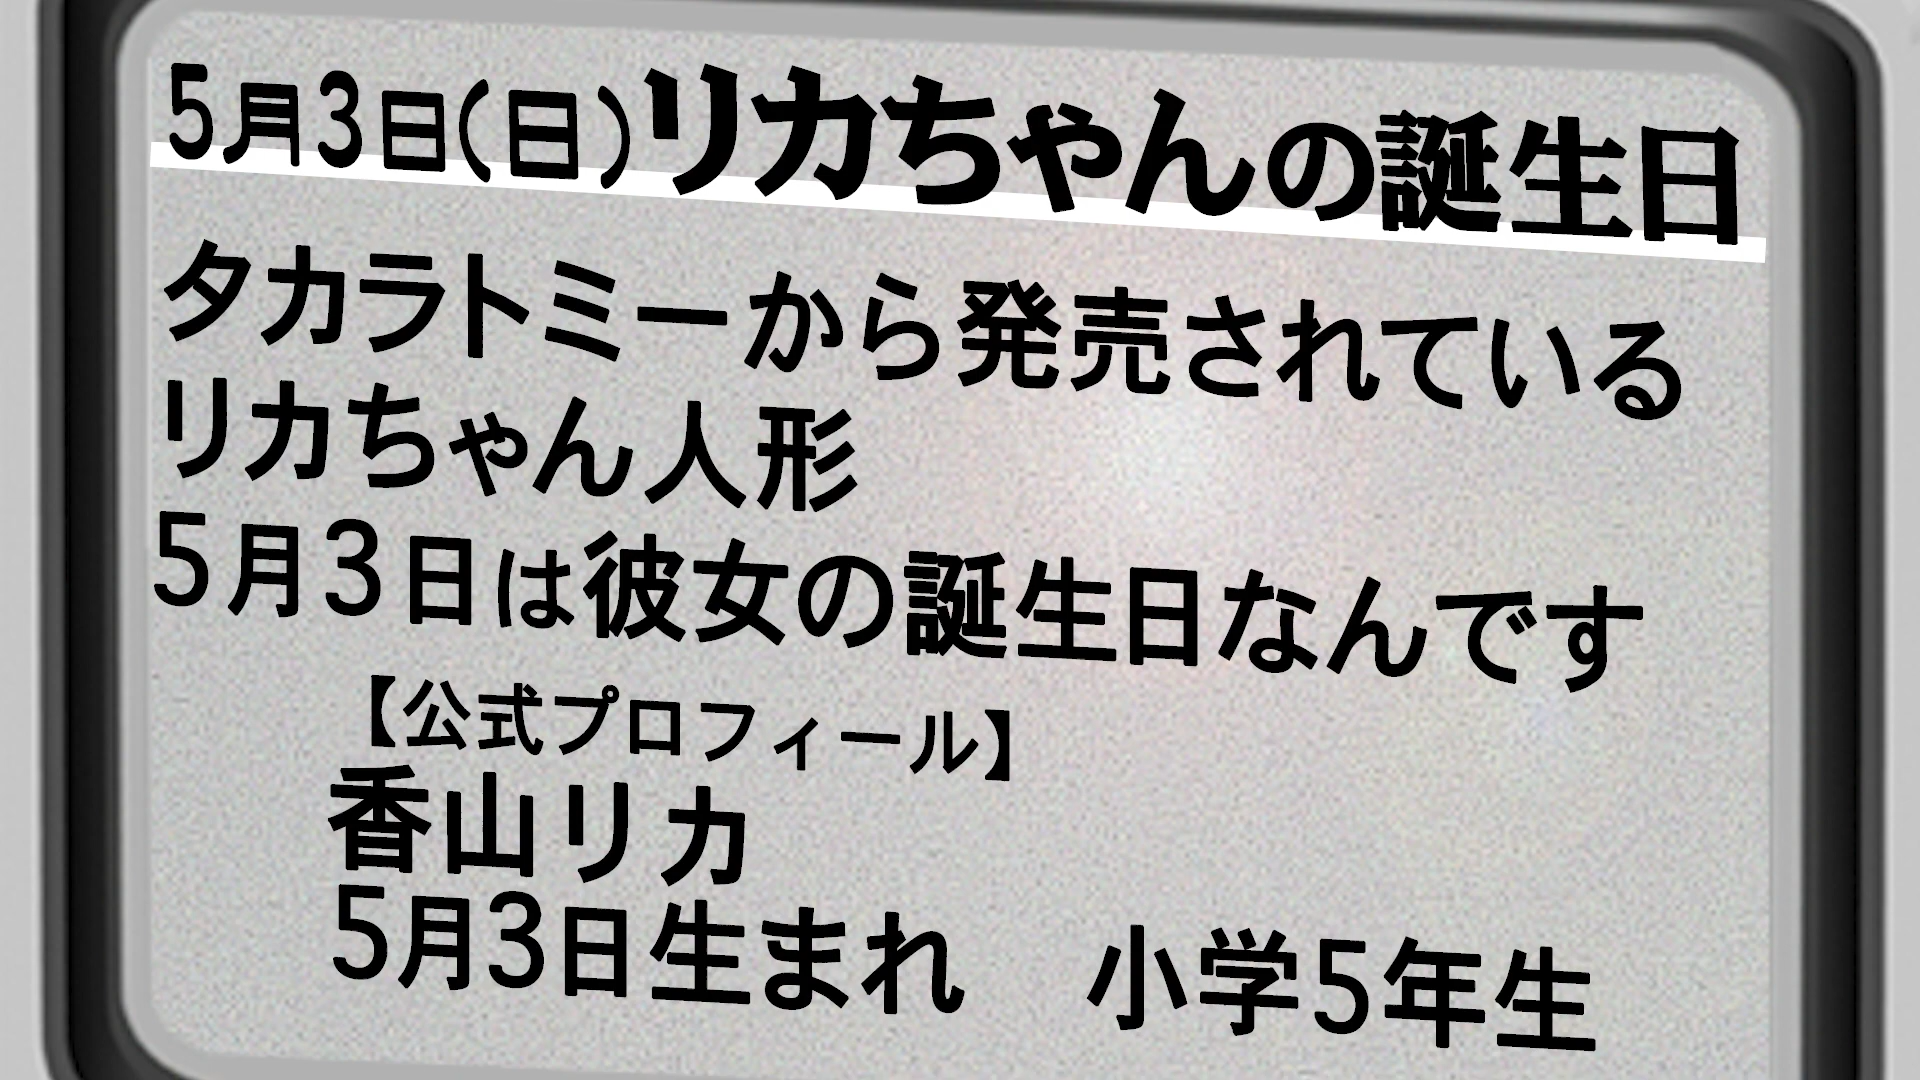 5月3日(日)リカちゃんの誕生日
タカラトミーから発売されている
リカちゃん人形
5月3日は彼女の誕生日なんです
【公式プロフィール】
香山リカ
5月3日生まれ　小学5年生